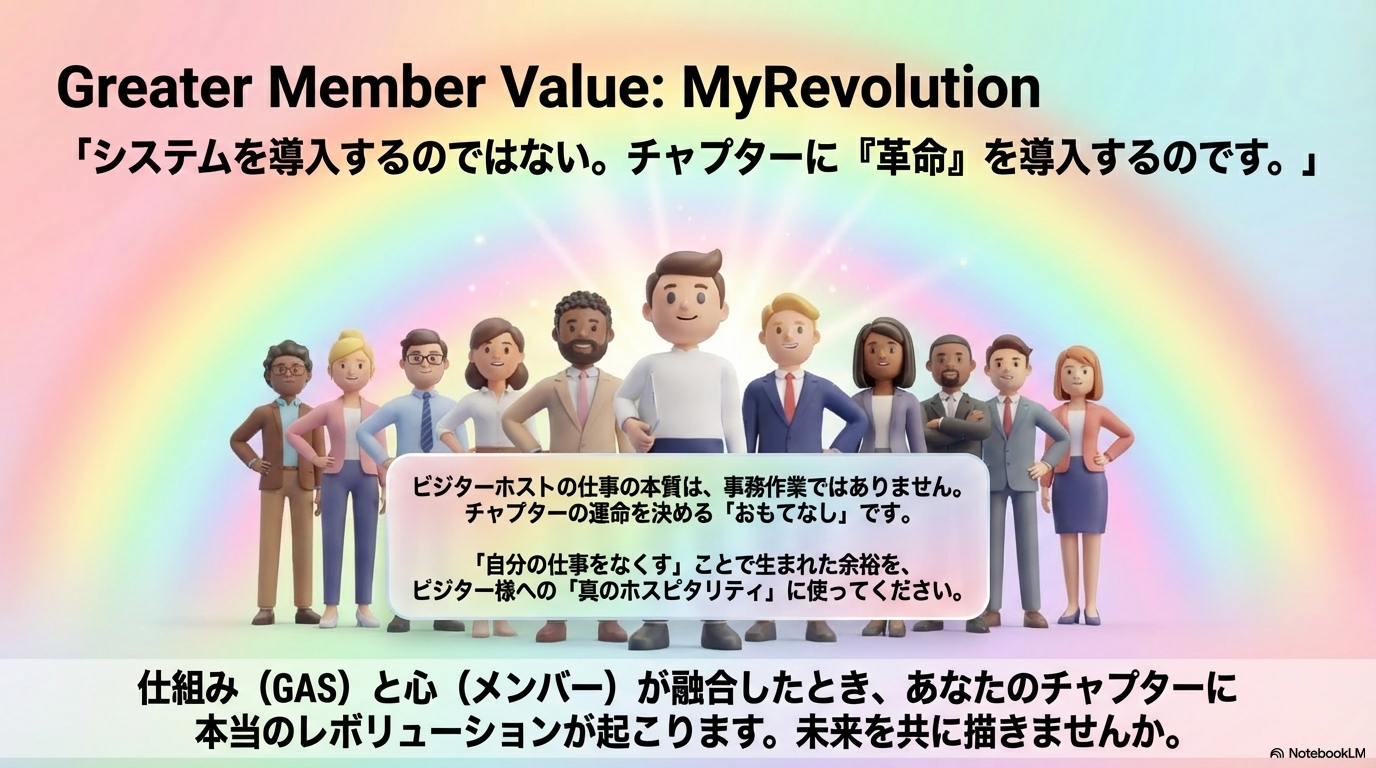 Greater Member Value: MyRevolution
「システムを導入するのではない。チャプターに『革命』を導入するのです。」
ビジターホストの仕事の本質は、事務作業ではありません。
チャプターの運命を決める「おもてなし」です。
「自分の仕事をなくす」ことで生まれた余裕を、
ビジター様への「真のホスピタリティ」に使ってください。
仕組み（GAS）と心（メンバー）が融合したとき、あなたのチャプターに
本当のレボリューションが起こります。未来を共に描きませんか。
NotebookLM